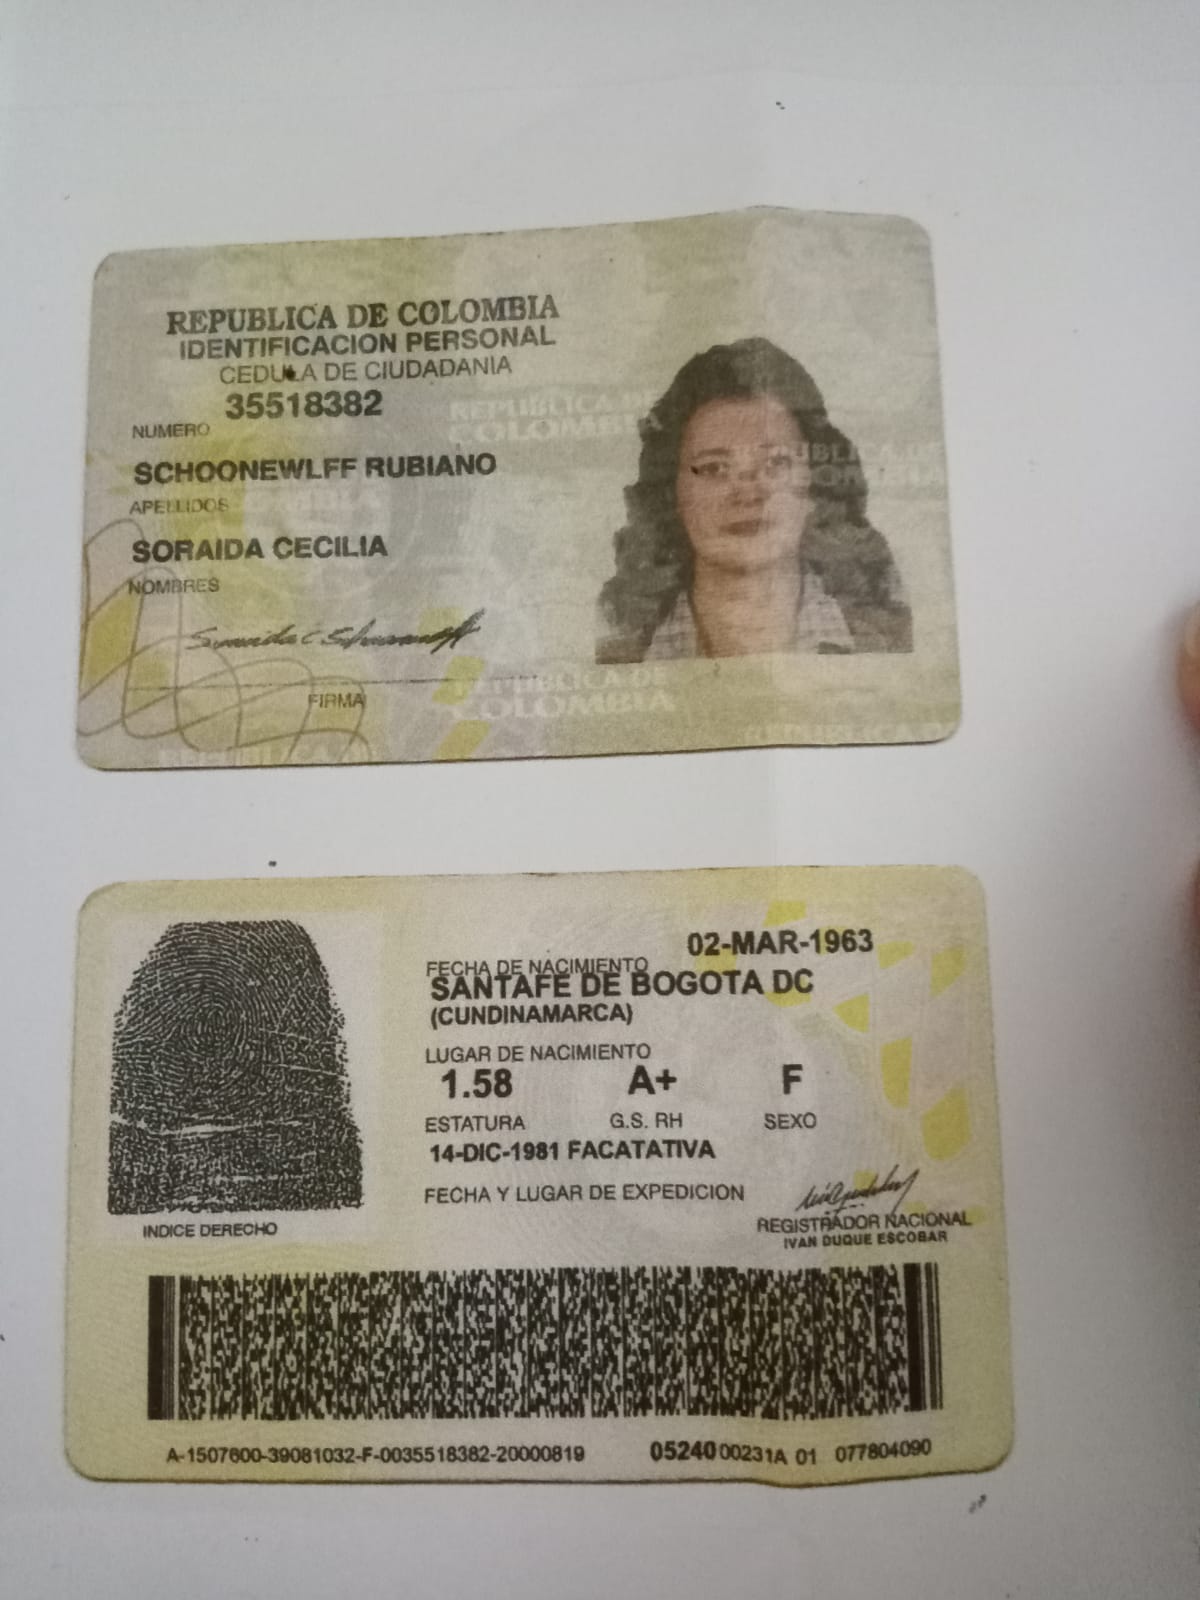 REPUBLICA DE COLOMBIA
IDENTIFICACION PERSONAL
CEDULA DE CIUDADANIA
35518382
NUMERO
SCHOONEWLFF RUBIANO
APELLIDOS
SORAIDA CECILIA
NOMBRES
FIRMA
REPUBLICA DE
COLOMBIA
REPUBLICA DE
COLOMBIA
02-MAR-1963
FECHA DE NACIMIENTO
SANTAFE DE BOGOTA DC
(CUNDINAMARCA)
LUGAR DE NACIMIENTO
1.58 A+ F
ESTATURA G.S. RH SEXO
14-DIC-1981 FACATATIVA
FECHA Y LUGAR DE EXPEDICION
REGISTRADOR NACIONAL
IVAN DUQUE ESCOBAR
INDICE DERECHO
A-1507600-39081032-F-0035518382-20000819 05240 00231A 01 077804090